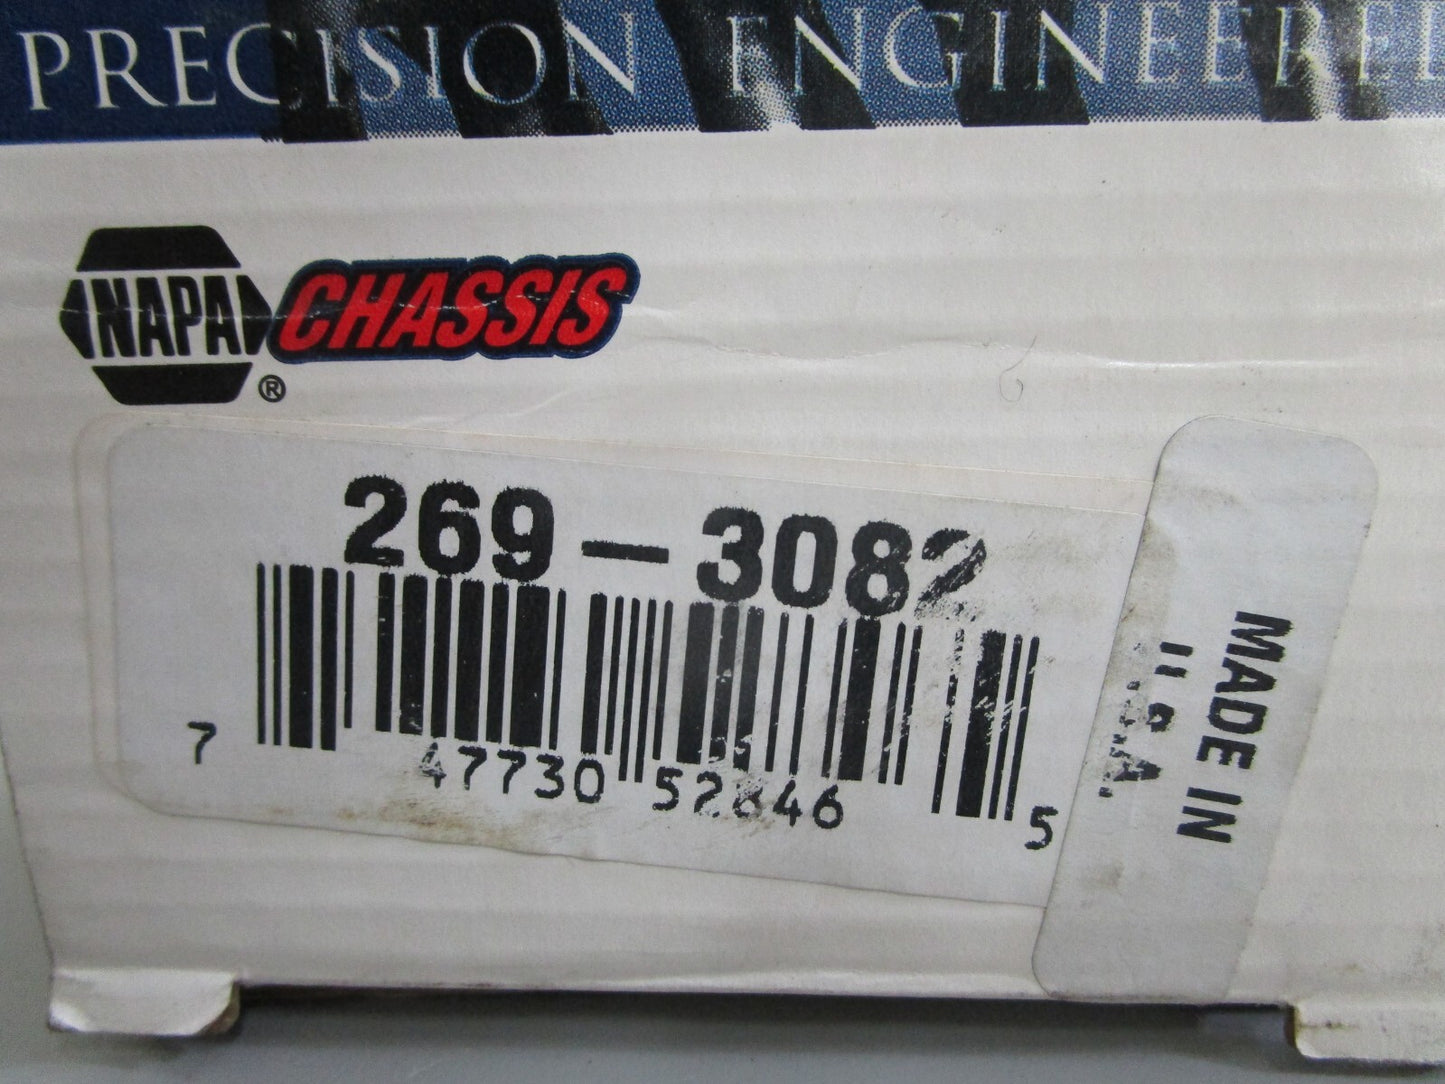 PRECISION ENGINEERED
NAPA CHASSIS
®
269-3082
7 47730 52846 5
MADE IN
U.S.A.